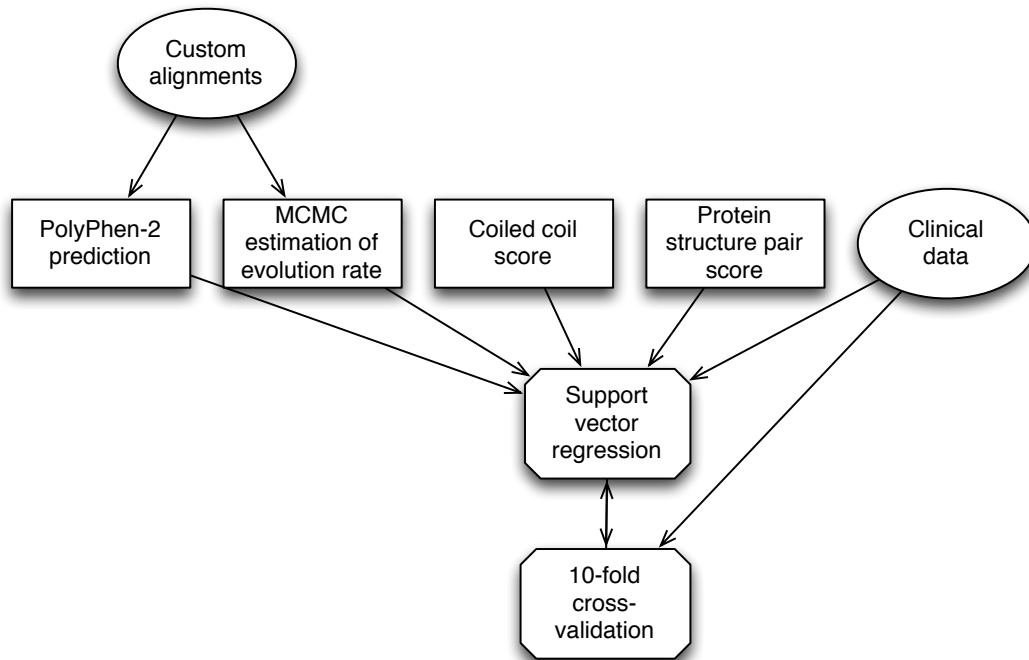 Custom
alignments
PolyPhen-2
prediction
MCMC
estimation of
evolution rate
Coiled coil
score
Protein
structure pair
score
Clinical
data
Support
vector
regression
10-fold
cross-
validation